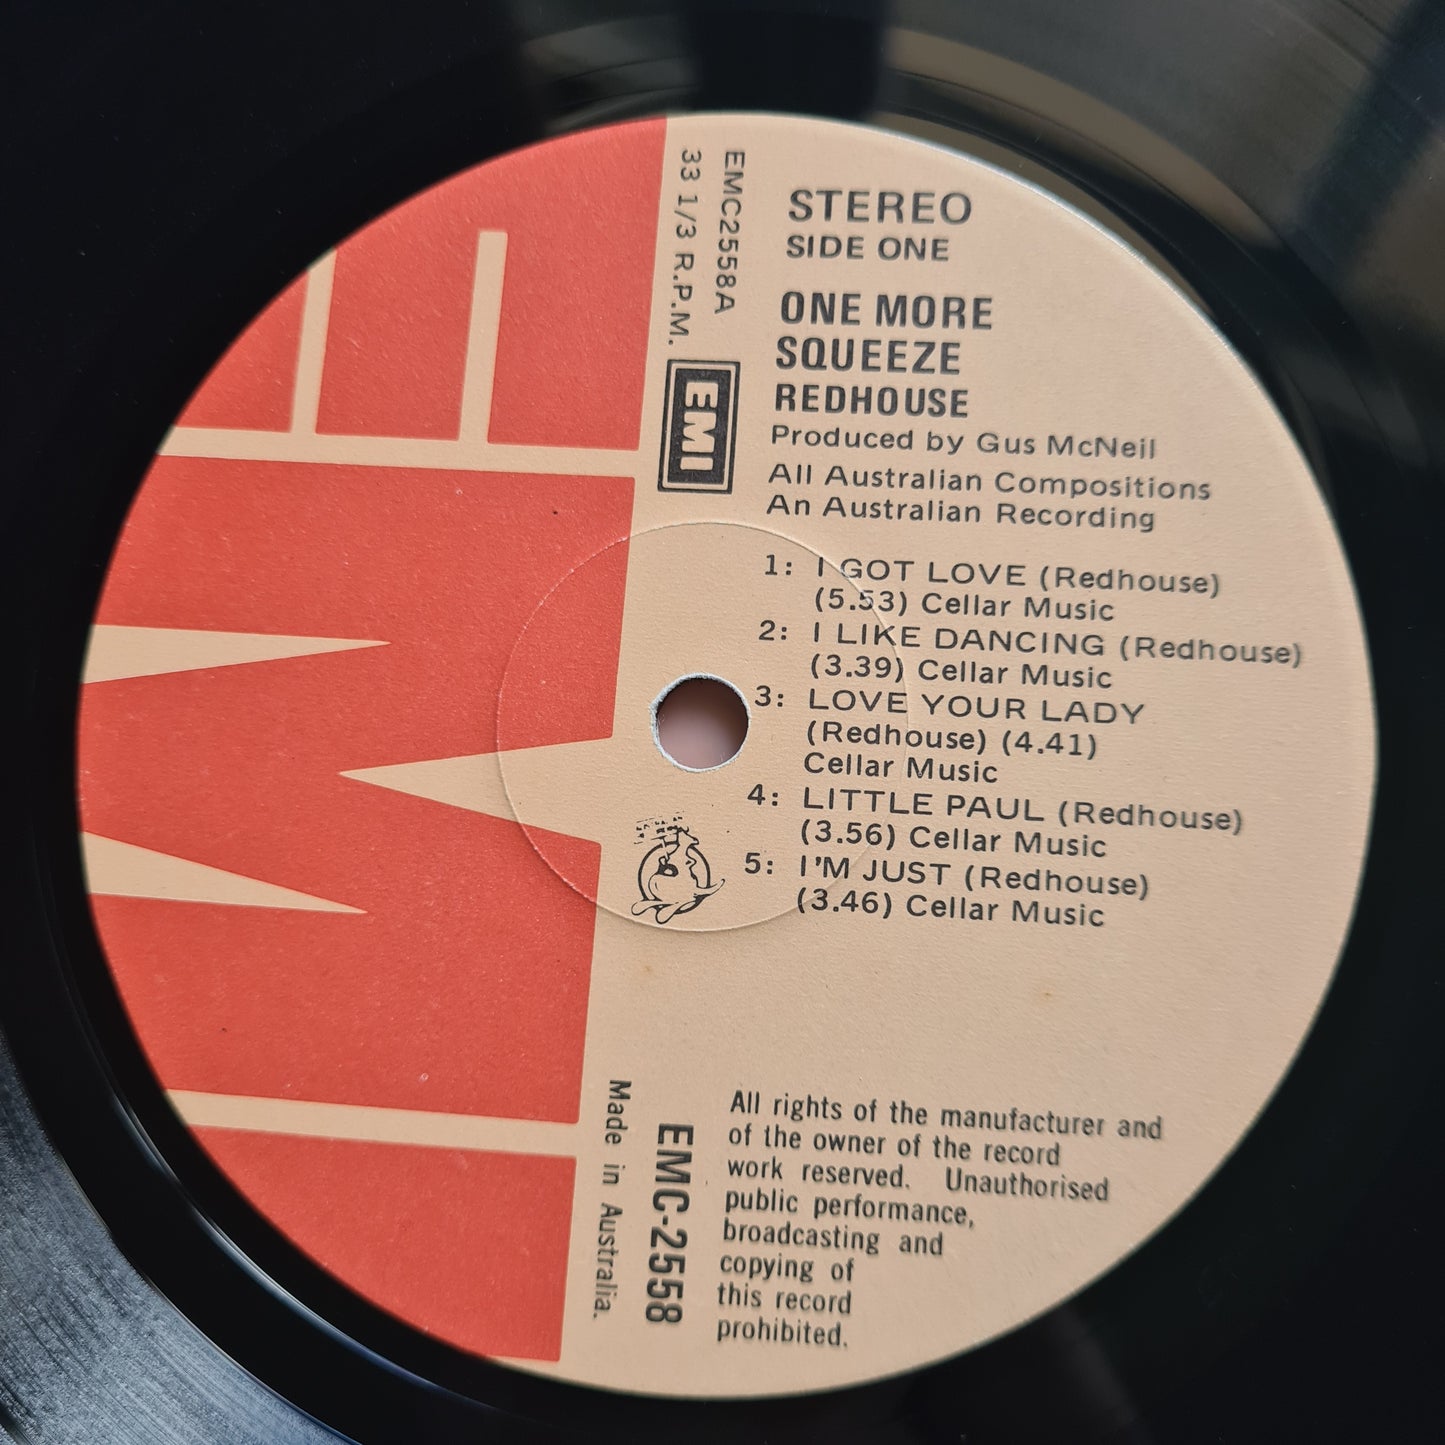 STEREO
SIDE ONE
ONE MORE
SQUEEZE
REDHOUSE
Produced by Gus McNeil
All Australian Compositions
An Australian Recording
1: I GOT LOVE (Redhouse)
(5.53) Cellar Music
2: I LIKE DANCING (Redhouse)
(3.39) Cellar Music
3: LOVE YOUR LADY
(Redhouse) (4.41)
Cellar Music
4: LITTLE PAUL (Redhouse)
(3.56) Cellar Music
5: I'M JUST (Redhouse)
(3.46) Cellar Music
All rights of the manufacturer and
of the owner of the record
work reserved. Unauthorised
public performance,
broadcasting and
copying of
this record
prohibited.
EMC2558A
33 1/3 R.P.M.
EMI
EMC-2558
Made in Australia.